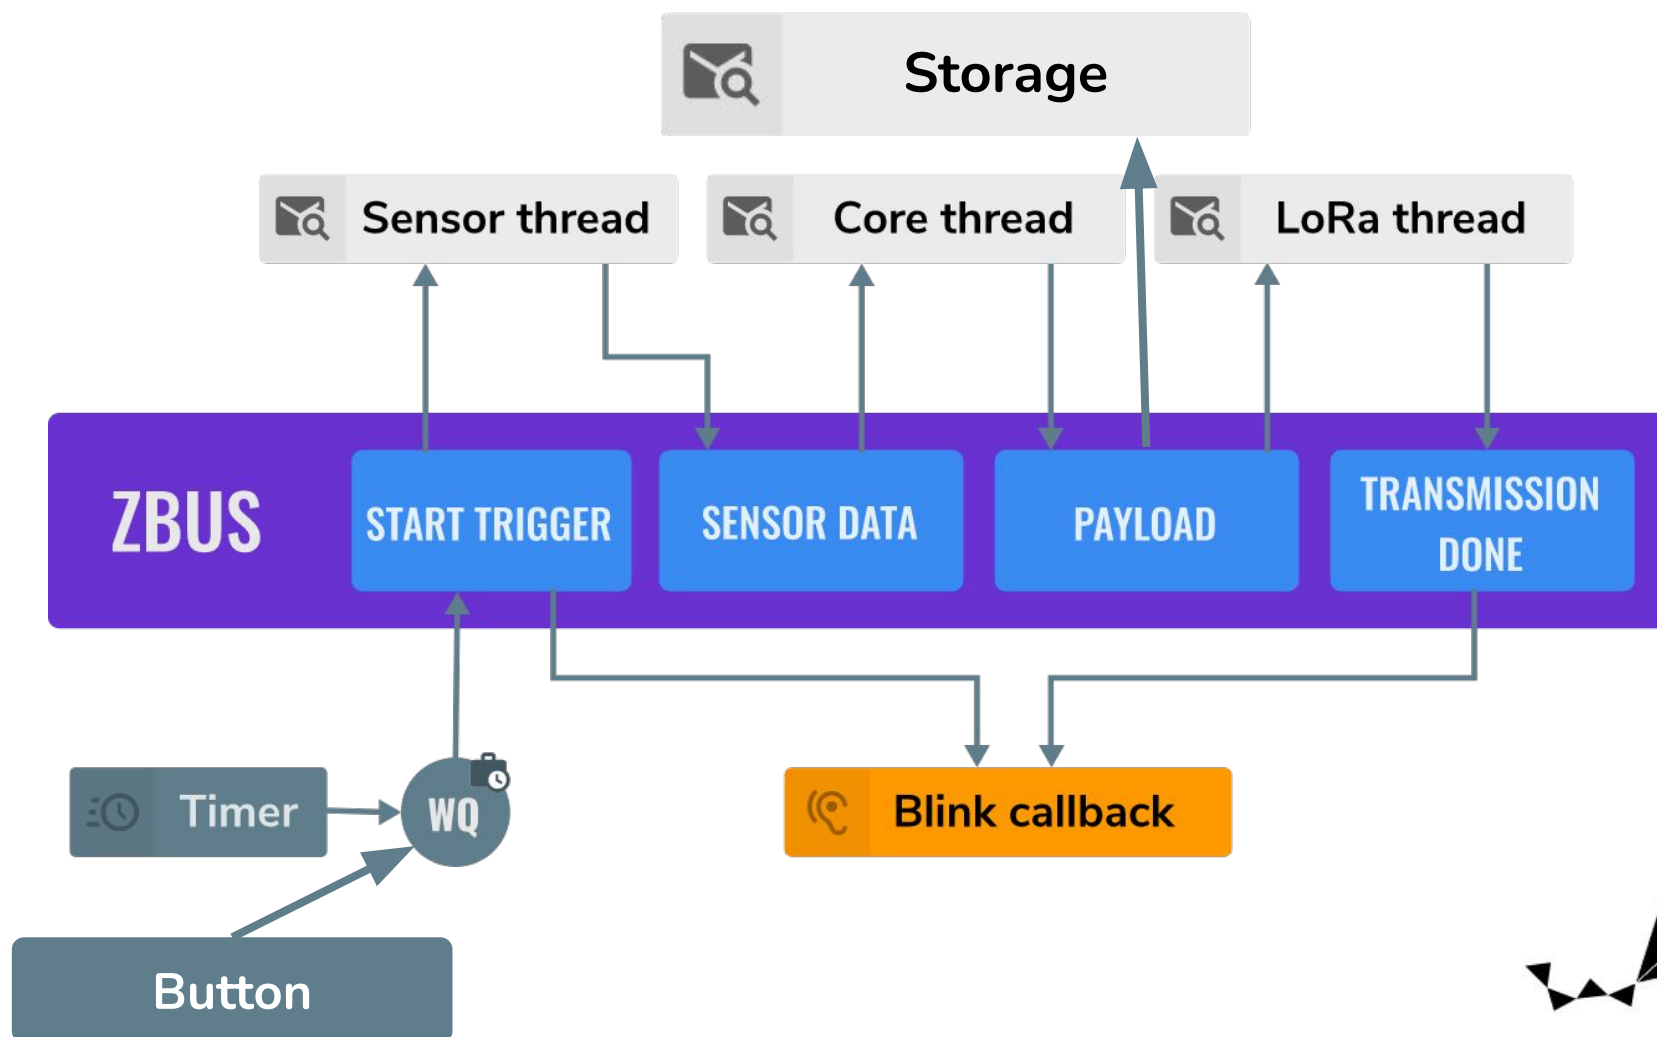 Storage
Sensor thread
Core thread
LoRa thread
ZBUS
START TRIGGER
SENSOR DATA
PAYLOAD
TRANSMISSION
DONE
Timer
WQ
Blink callback
Button